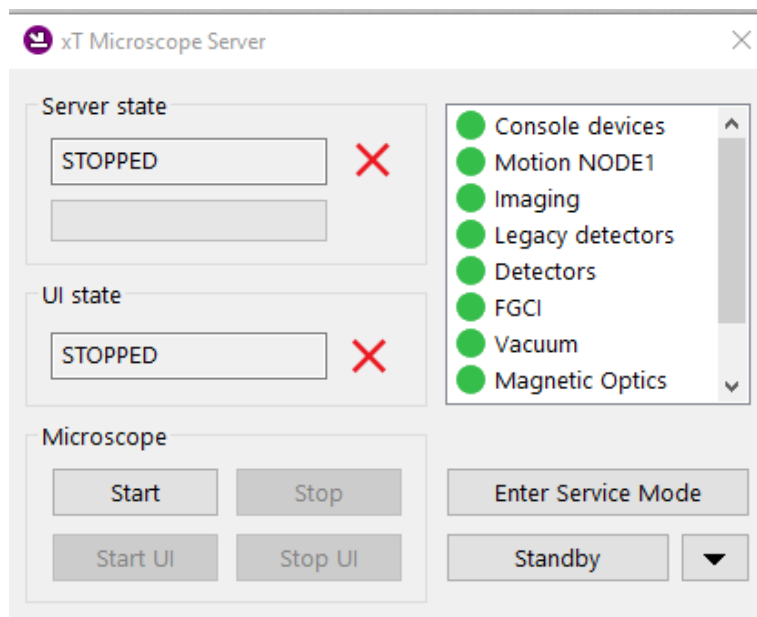 xT Microscope Server
Server state
STOPPED
UI state
STOPPED
Microscope
Start Stop
Start UI Stop UI
Console devices
Motion NODE1
Imaging
Legacy detectors
Detectors
FGCI
Vacuum
Magnetic Optics
Enter Service Mode
Standby